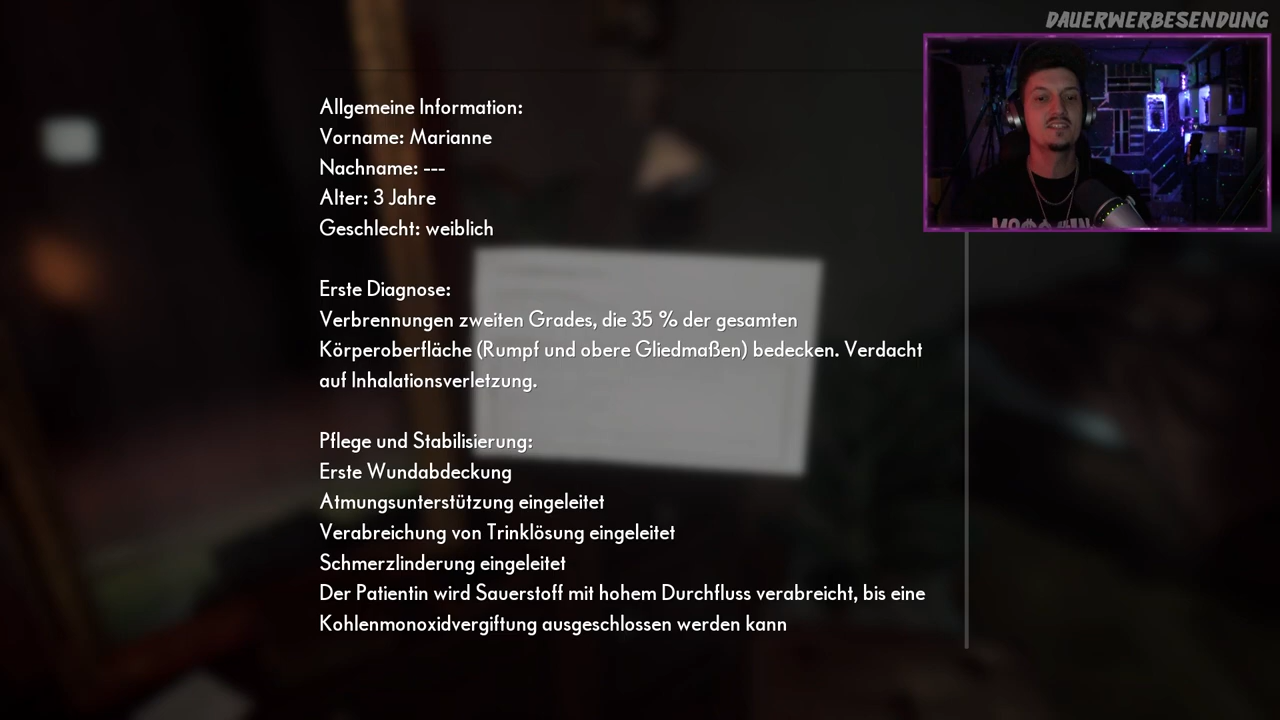 DAUERWERBESENDUNG
Allgemeine Information:
Vorname: Marianne
Nachname: ---
Alter: 3 Jahre
Geschlecht: weiblich
Erste Diagnose:
Verbrennungen zweiten Grades, die 35 % der gesamten
Körperoberfläche (Rumpf und obere Gliedmaßen) bedecken. Verdacht
auf Inhalationsverletzung.
Pflege und Stabilisierung:
Erste Wundabdeckung
Atmungsunterstützung eingeleitet
Verabreichung von Trinklösung eingeleitet
Schmerzlinderung eingeleitet
Der Patientin wird Sauerstoff mit hohem Durchfluss verabreicht, bis eine
Kohlenmonoxidvergiftung ausgeschlossen werden kann